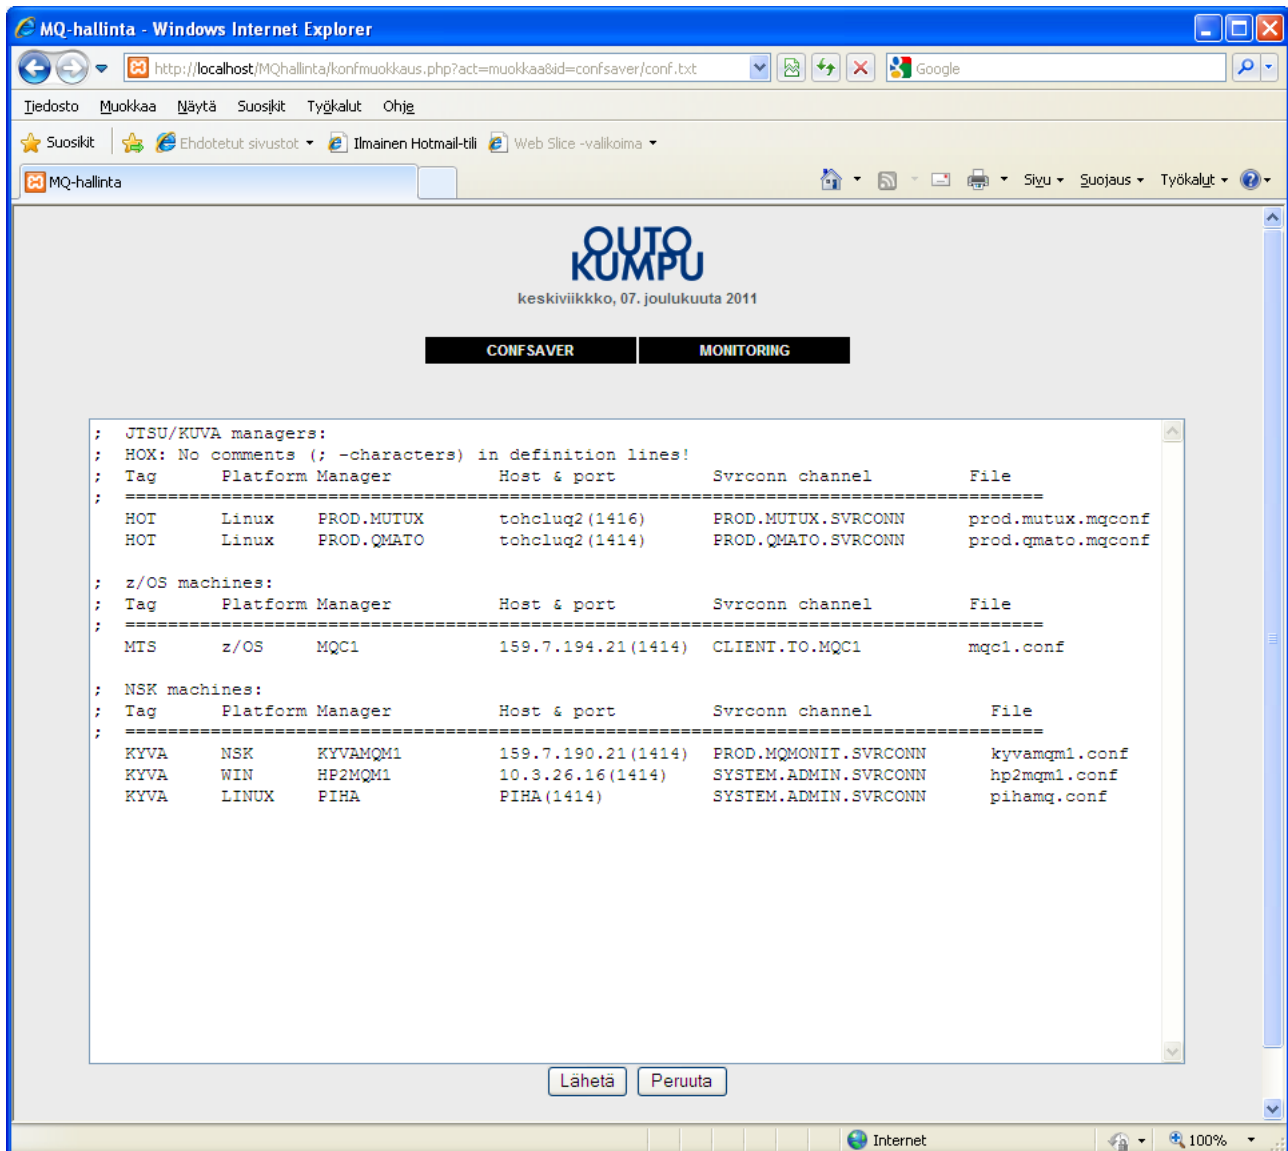 MQ-hallinta - Windows Internet Explorer
http://localhost/MQhallinta/konfmuokkaus.php?act=muokkaa&id=confsaver/conf.txt Google
Tiedosto Muokkaa Näytä Suosikit Työkalut Ohje
Suosikit Ehdotetut sivustot Ilmainen Hotmail-tili Web Slice -valikoima
MQ-hallinta Sivu Suojaus Työkalut
OUTO
KUMPU
keskiviikkko, 07. joulukuuta 2011
CONFSAVER MONITORING
; JTSU/KUVA managers:
; HOX: No comments (; -characters) in definition lines!
; Tag Platform Manager Host & port Svrconn channel File
; ======================================================================================
HOT Linux PROD.MUTUX tohcluq2(1416) PROD.MUTUX.SVRCONN prod.mutux.mqconf
HOT Linux PROD.QMATO tohcluq2(1414) PROD.QMATO.SVRCONN prod.qmato.mqconf
; z/OS machines:
; Tag Platform Manager Host & port Svrconn channel File
; ======================================================================================
MTS z/OS MQC1 159.7.194.21(1414) CLIENT.TO.MQC1 mqc1.conf
; NSK machines:
; Tag Platform Manager Host & port Svrconn channel File
; ======================================================================================
KYVA NSK KYVAMQM1 159.7.190.21(1414) PROD.MQMONIT.SVRCONN kyvamqm1.conf
KYVA WIN HP2MQM1 10.3.26.16(1414) SYSTEM.ADMIN.SVRCONN hp2mqm1.conf
KYVA LINUX PIHA PIHA(1414) SYSTEM.ADMIN.SVRCONN pihamq.conf
Lähetä Peruuta
Internet 100%